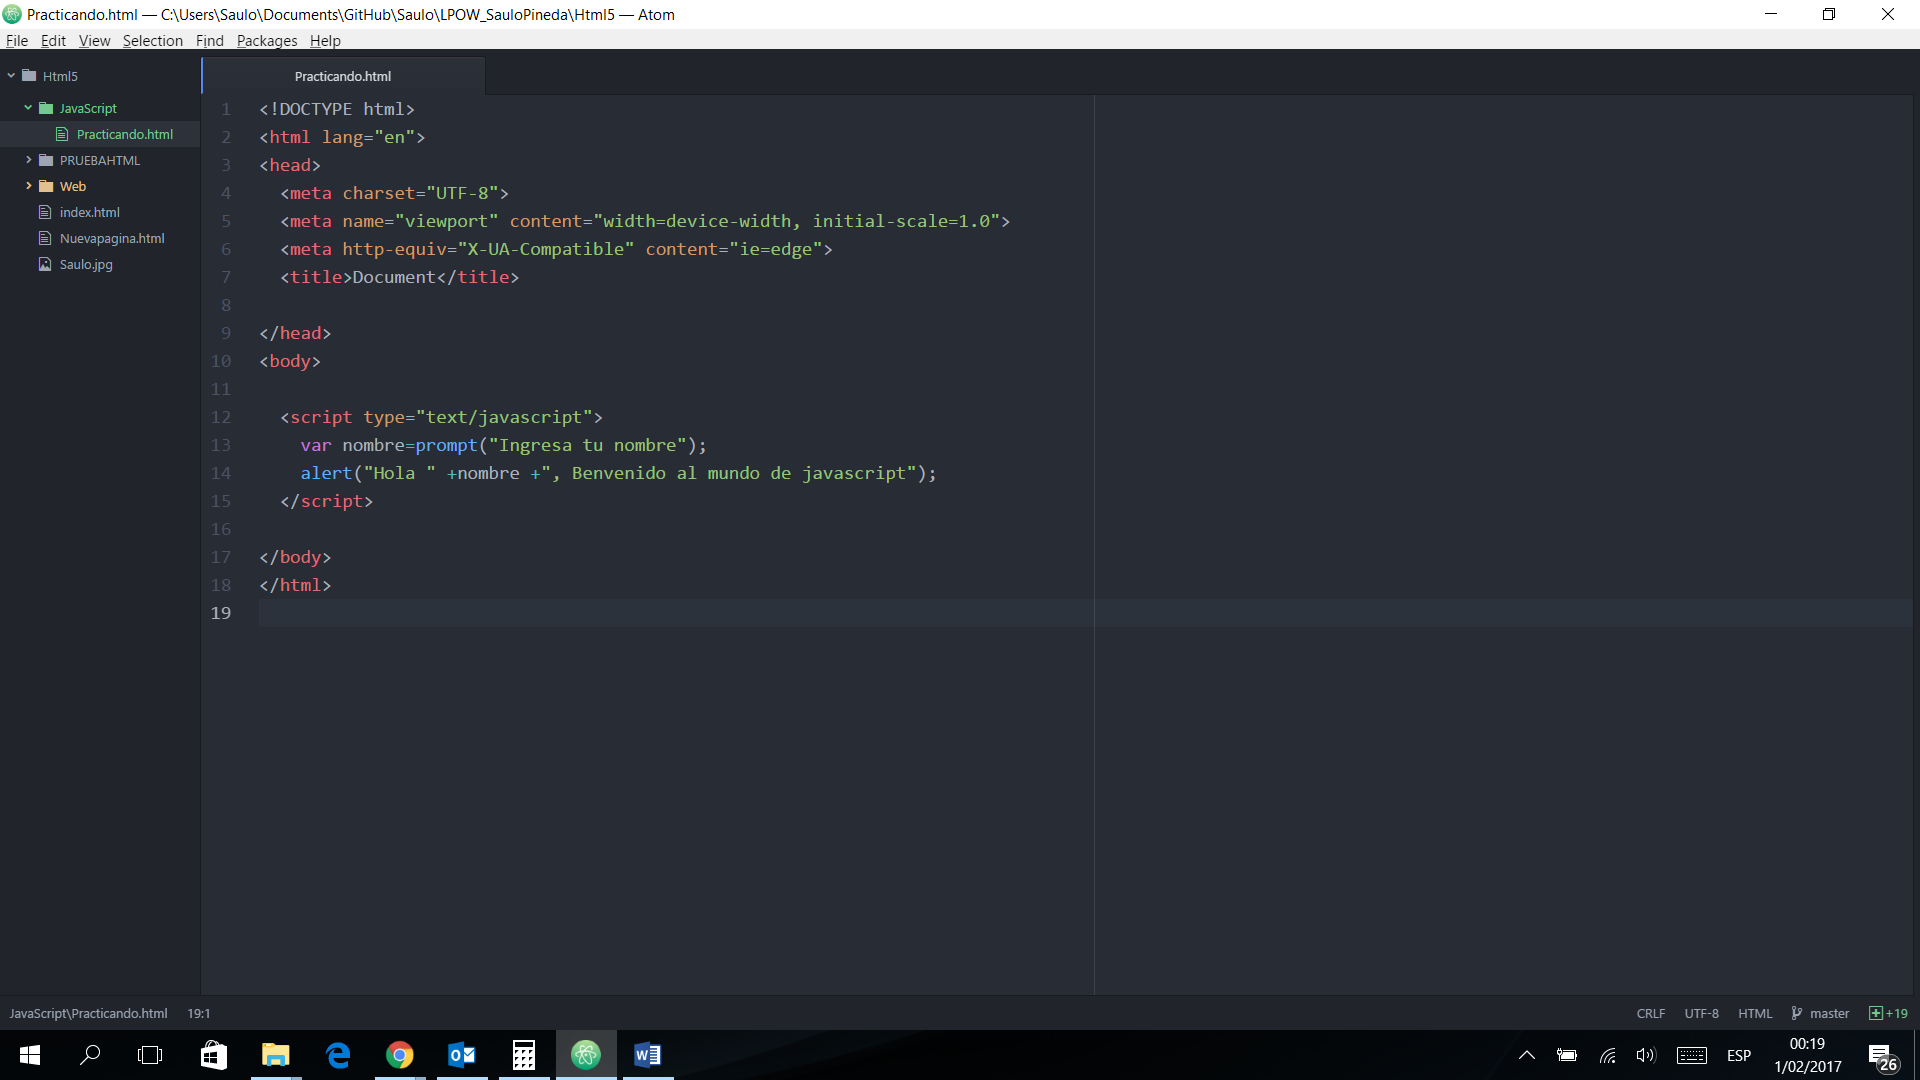 Practicando.html — C:\Users\Saulo\Documents\GitHub\Saulo\LPOW_SauloPineda\Html5 — Atom
File Edit View Selection Find Packages Help
Html5
JavaScript
Practicando.html
PRUEBAHTML
Web
index.html
Nuevapagina.html
Saulo.jpg
Practicando.html
1 <!DOCTYPE html>
2 <html lang="en">
3 <head>
4 <meta charset="UTF-8">
5 <meta name="viewport" content="width=device-width, initial-scale=1.0">
6 <meta http-equiv="X-UA-Compatible" content="ie=edge">
7 <title>Document</title>
8
9 </head>
10 <body>
11
12 <script type="text/javascript">
13 var nombre=prompt("Ingresa tu nombre");
14 alert("Hola " +nombre +", Benvenido al mundo de javascript");
15 </script>
16
17 </body>
18 </html>
19
JavaScript\Practicando.html 19:1
CRLF UTF-8 HTML master +19
ESP
00:19
1/02/2017
26